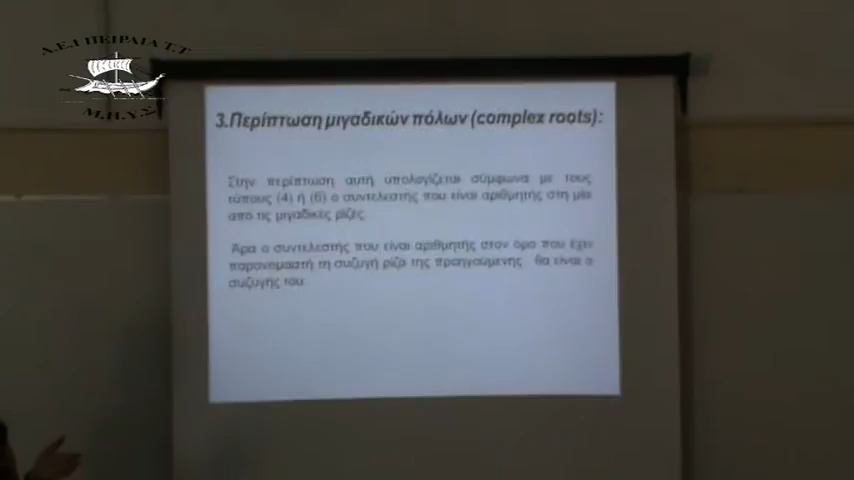 Α.Ε.Ι ΠΕΙΡΑΙΑ Τ.Τ
Μ.Η.Υ.Σ
3.Περίπτωση μιγαδικών πόλων (complex roots):
Στην περίπτωση αυτή υπολογίζεται σύμφωνα με τους
τύπους (4) ή (6) ο συντελεστής που είναι αριθμητής στη μία
από τις μιγαδικές ρίζες.
Άρα ο συντελεστής που είναι αριθμητής στον όρο που έχει
παρονομαστή τη συζυγή ρίζα της προηγούμενης θα είναι ο
συζυγής του.